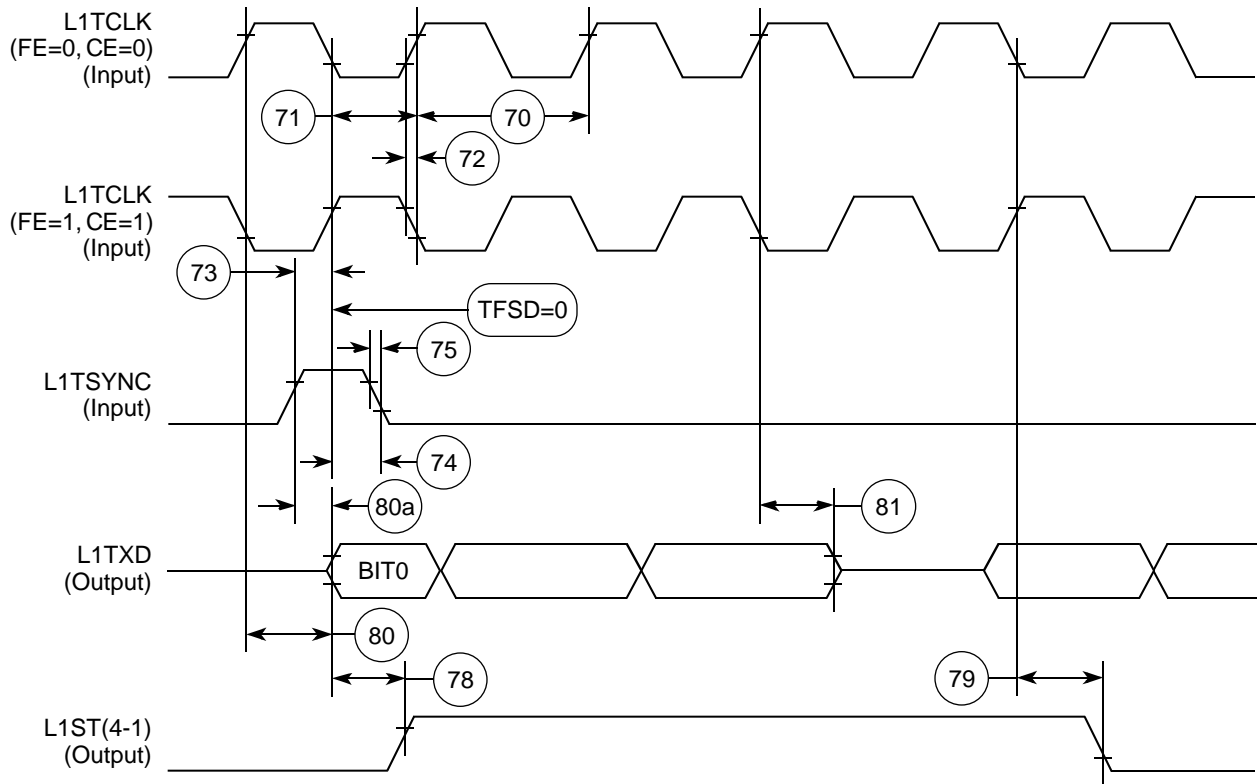 L1TCLK
(FE=0, CE=0)
(Input)
71
70
72
L1TCLK
(FE=1, CE=1)
(Input)
73
TFSD=0
75
L1TSYNC
(Input)
74
80a
81
L1TXD
(Output)
BIT0
80
78
79
L1ST(4-1)
(Output)